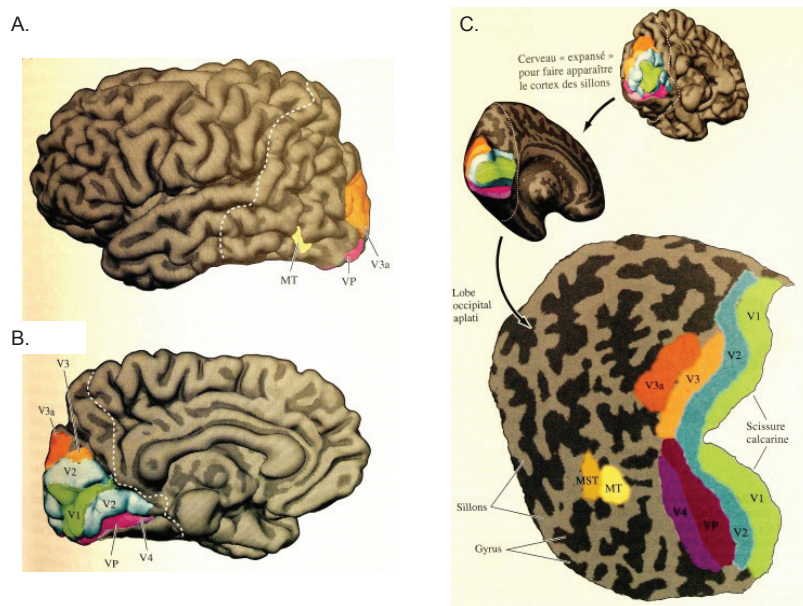 A.
MT
VP
V3a
B.
V3
V3a
V2
V2
V1
VP
V4
C.
Cerveau « expansé »
pour faire apparaître
le cortex des sillons
Lobe
occipital
aplati
V1
V2
V3
V3a
Scissure
calcarine
MST
MT
V4
VP
V2
V1
Sillons
Gyrus